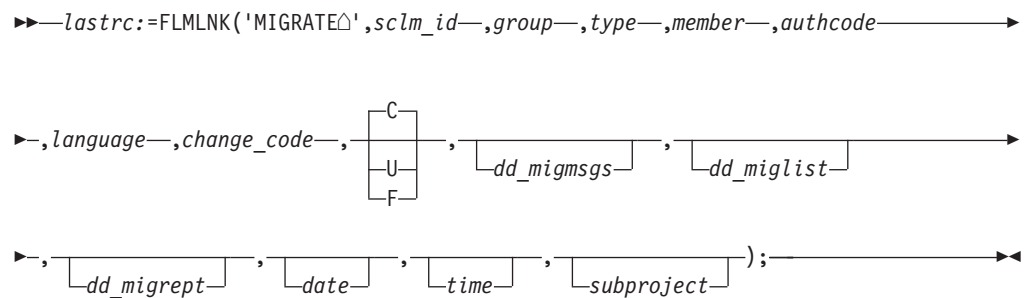 lastrc:=FLMLNK('MIGRATE⌂',sclm_id ,group ,type ,member ,authcode
,language ,change_code , C , ,
U dd_migmsgs dd_miglist
F
, , , , );
dd_migrept date time subproject